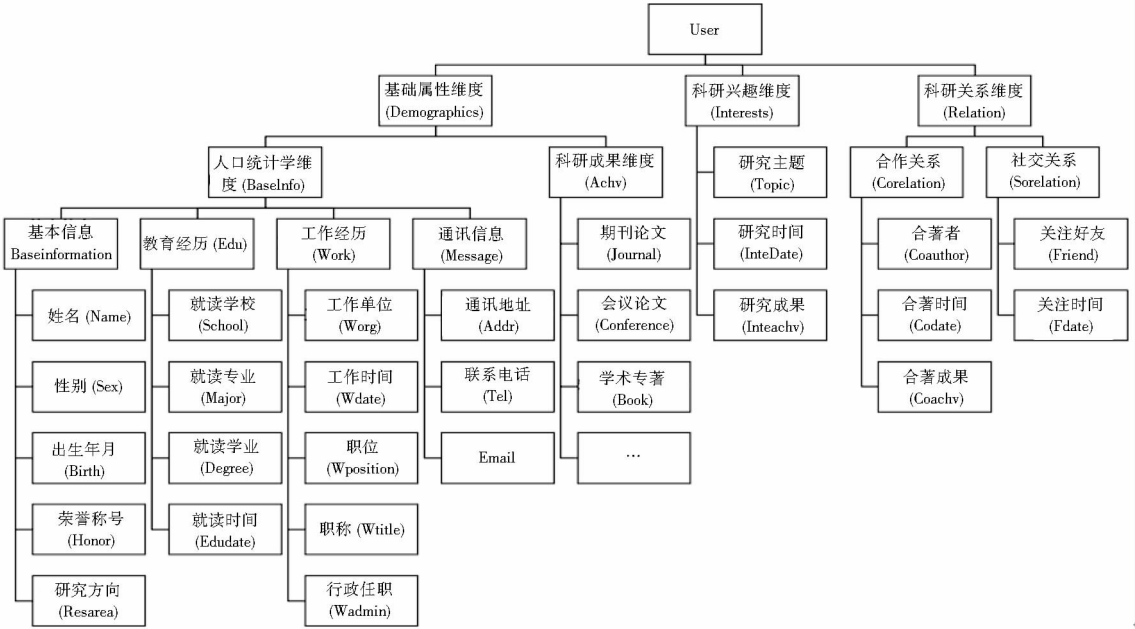 User
基础属性维度
(Demographics)
科研兴趣维度
(Interests)
科研关系维度
(Relation)
人口统计学维
度 (BaseInfo)
科研成果维度
(Achv)
研究主题
(Topic)
合作关系
(Corelation)
社交关系
(Sorelation)
基本信息
Baseinformation
教育经历 (Edu)
工作经历
(Work)
通讯信息
(Message)
期刊论文
(Journal)
研究时间
(InteDate)
合著者
(Coauthor)
关注好友
(Friend)
姓名 (Name)
就读学校
(School)
工作单位
(Worg)
通讯地址
(Addr)
会议论文
(Conference)
研究成果
(Inteachv)
合著时间
(Codate)
关注时间
(Fdate)
性别 (Sex)
就读专业
(Major)
工作时间
(Wdate)
联系电话
(Tel)
学术专著
(Book)
合著成果
(Coachv)
出生年月
(Birth)
就读学业
(Degree)
职位
(Wposition)
Email
…
荣誉称号
(Honor)
就读时间
(Edudate)
职称 (Wtitle)
研究方向
(Resarea)
行政任职
(Wadmin)